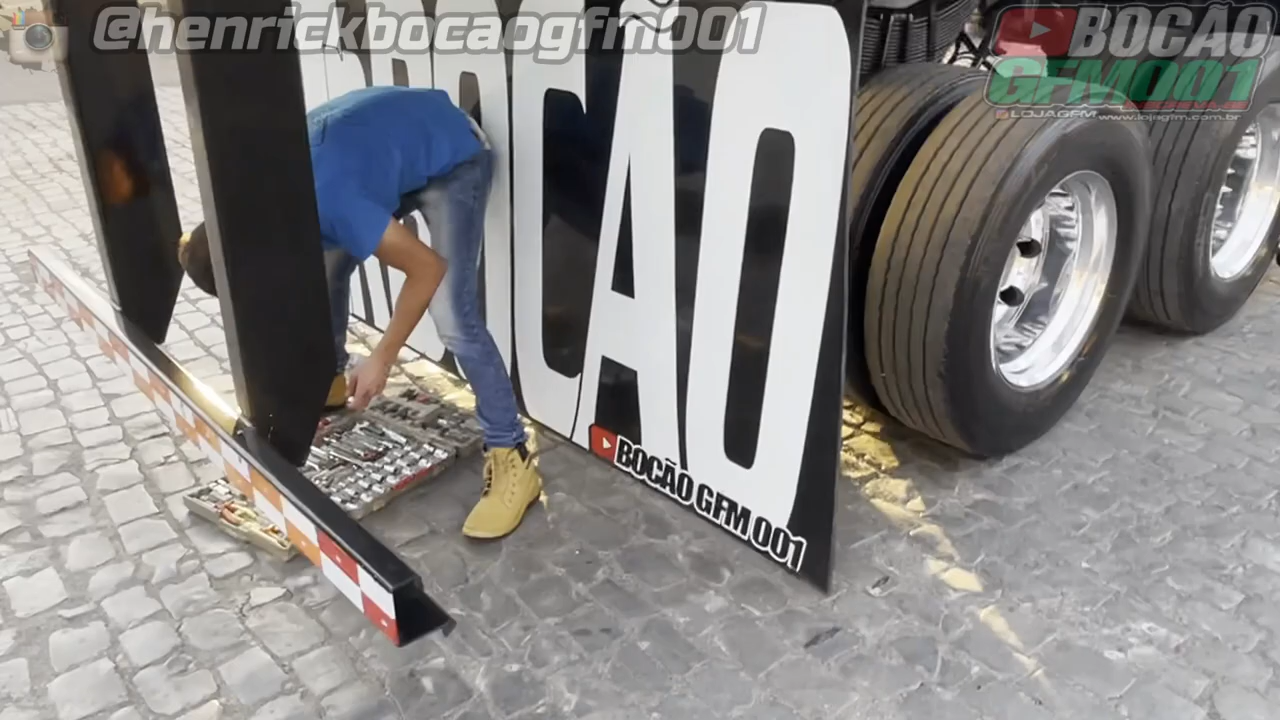 @henrickbocaogfm001
BOCÃO
GFM001
LOJAGFM www.lojagfm.com.br
BOCÃO
BOCÃO GFM 001